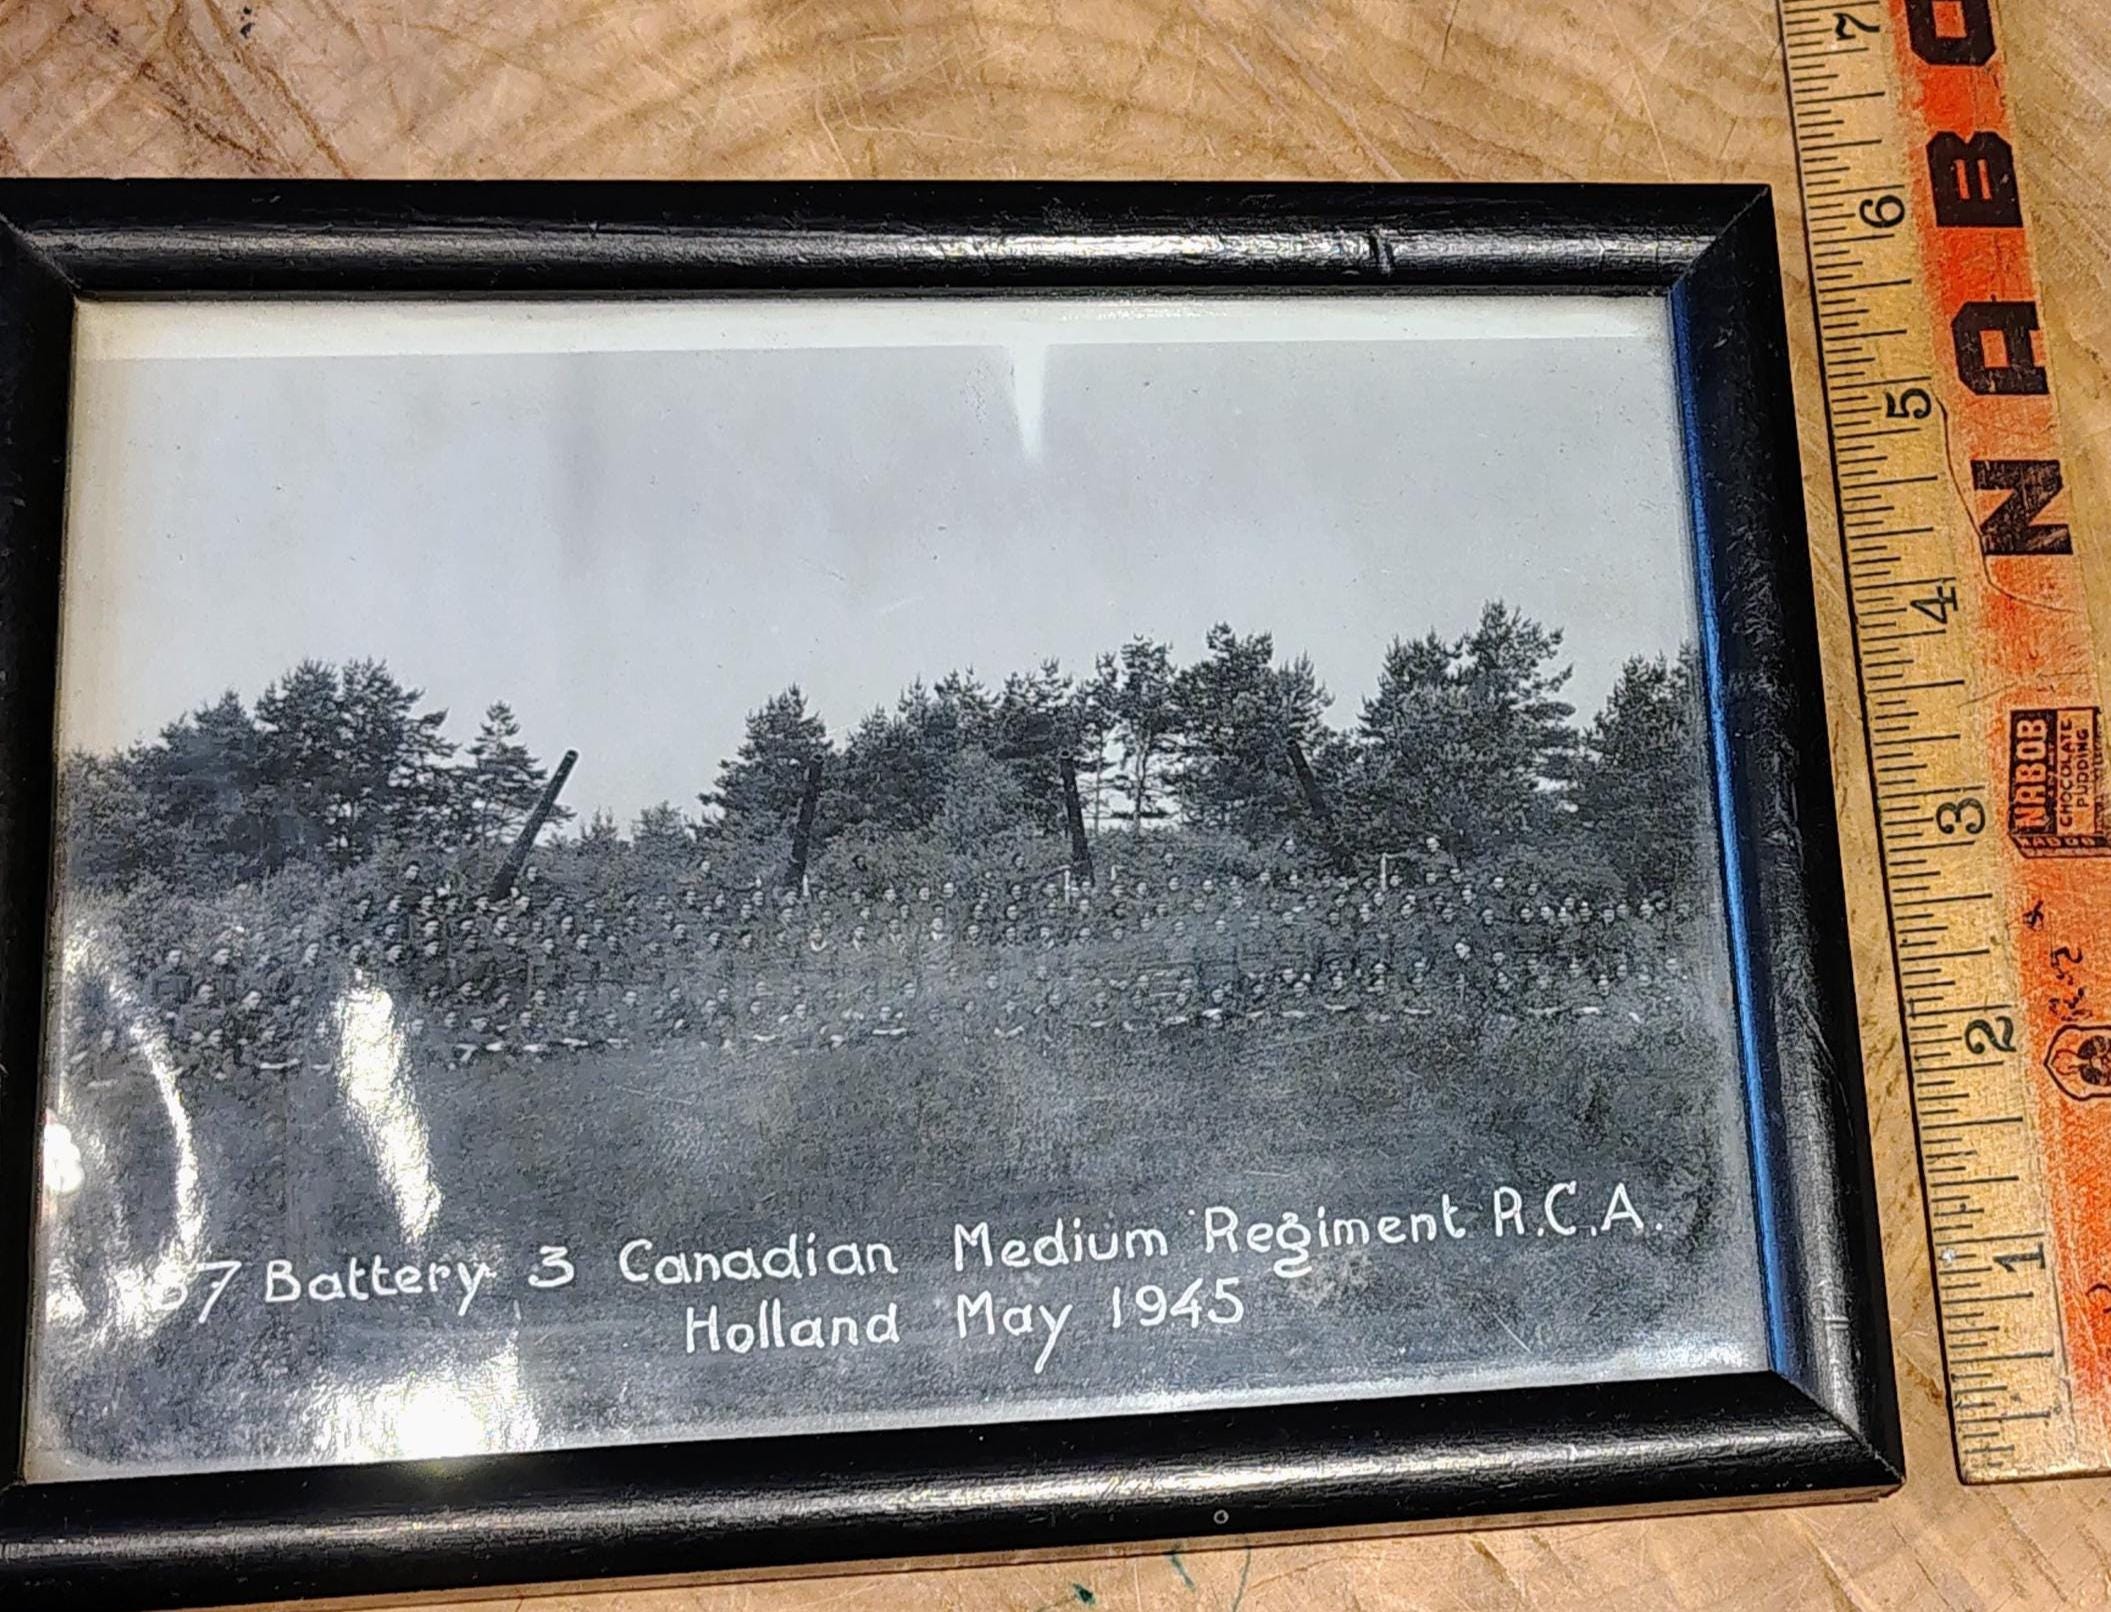 7 Battery 3 Canadian Medium Regiment R.C.A.
Holland May 1945
NABO
NABOB
CHOCOLATE
PUDDING
7
6
5
4
3
2
1